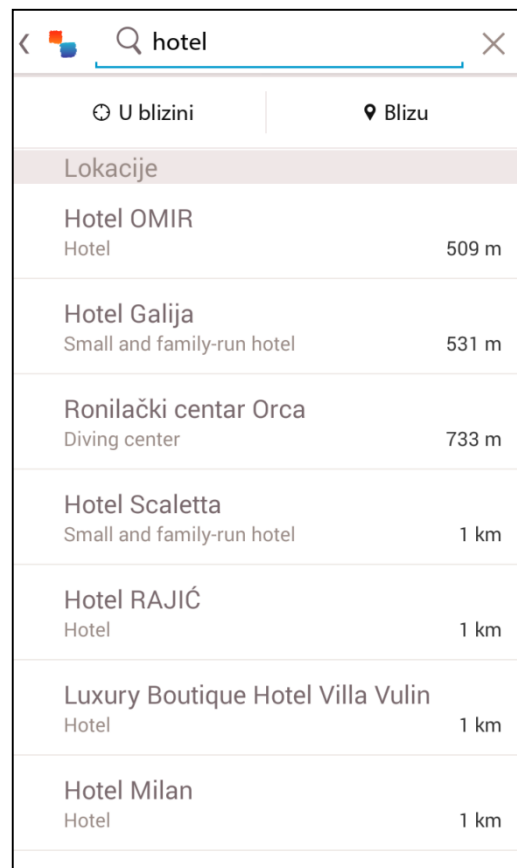 hotel
U blizini
Blizu
Lokacije
Hotel OMIR
Hotel
509 m
Hotel Galija
Small and family-run hotel
531 m
Ronilački centar Orca
Diving center
733 m
Hotel Scaletta
Small and family-run hotel
1 km
Hotel RAJIĆ
Hotel
1 km
Luxury Boutique Hotel Villa Vulin
Hotel
1 km
Hotel Milan
Hotel
1 km